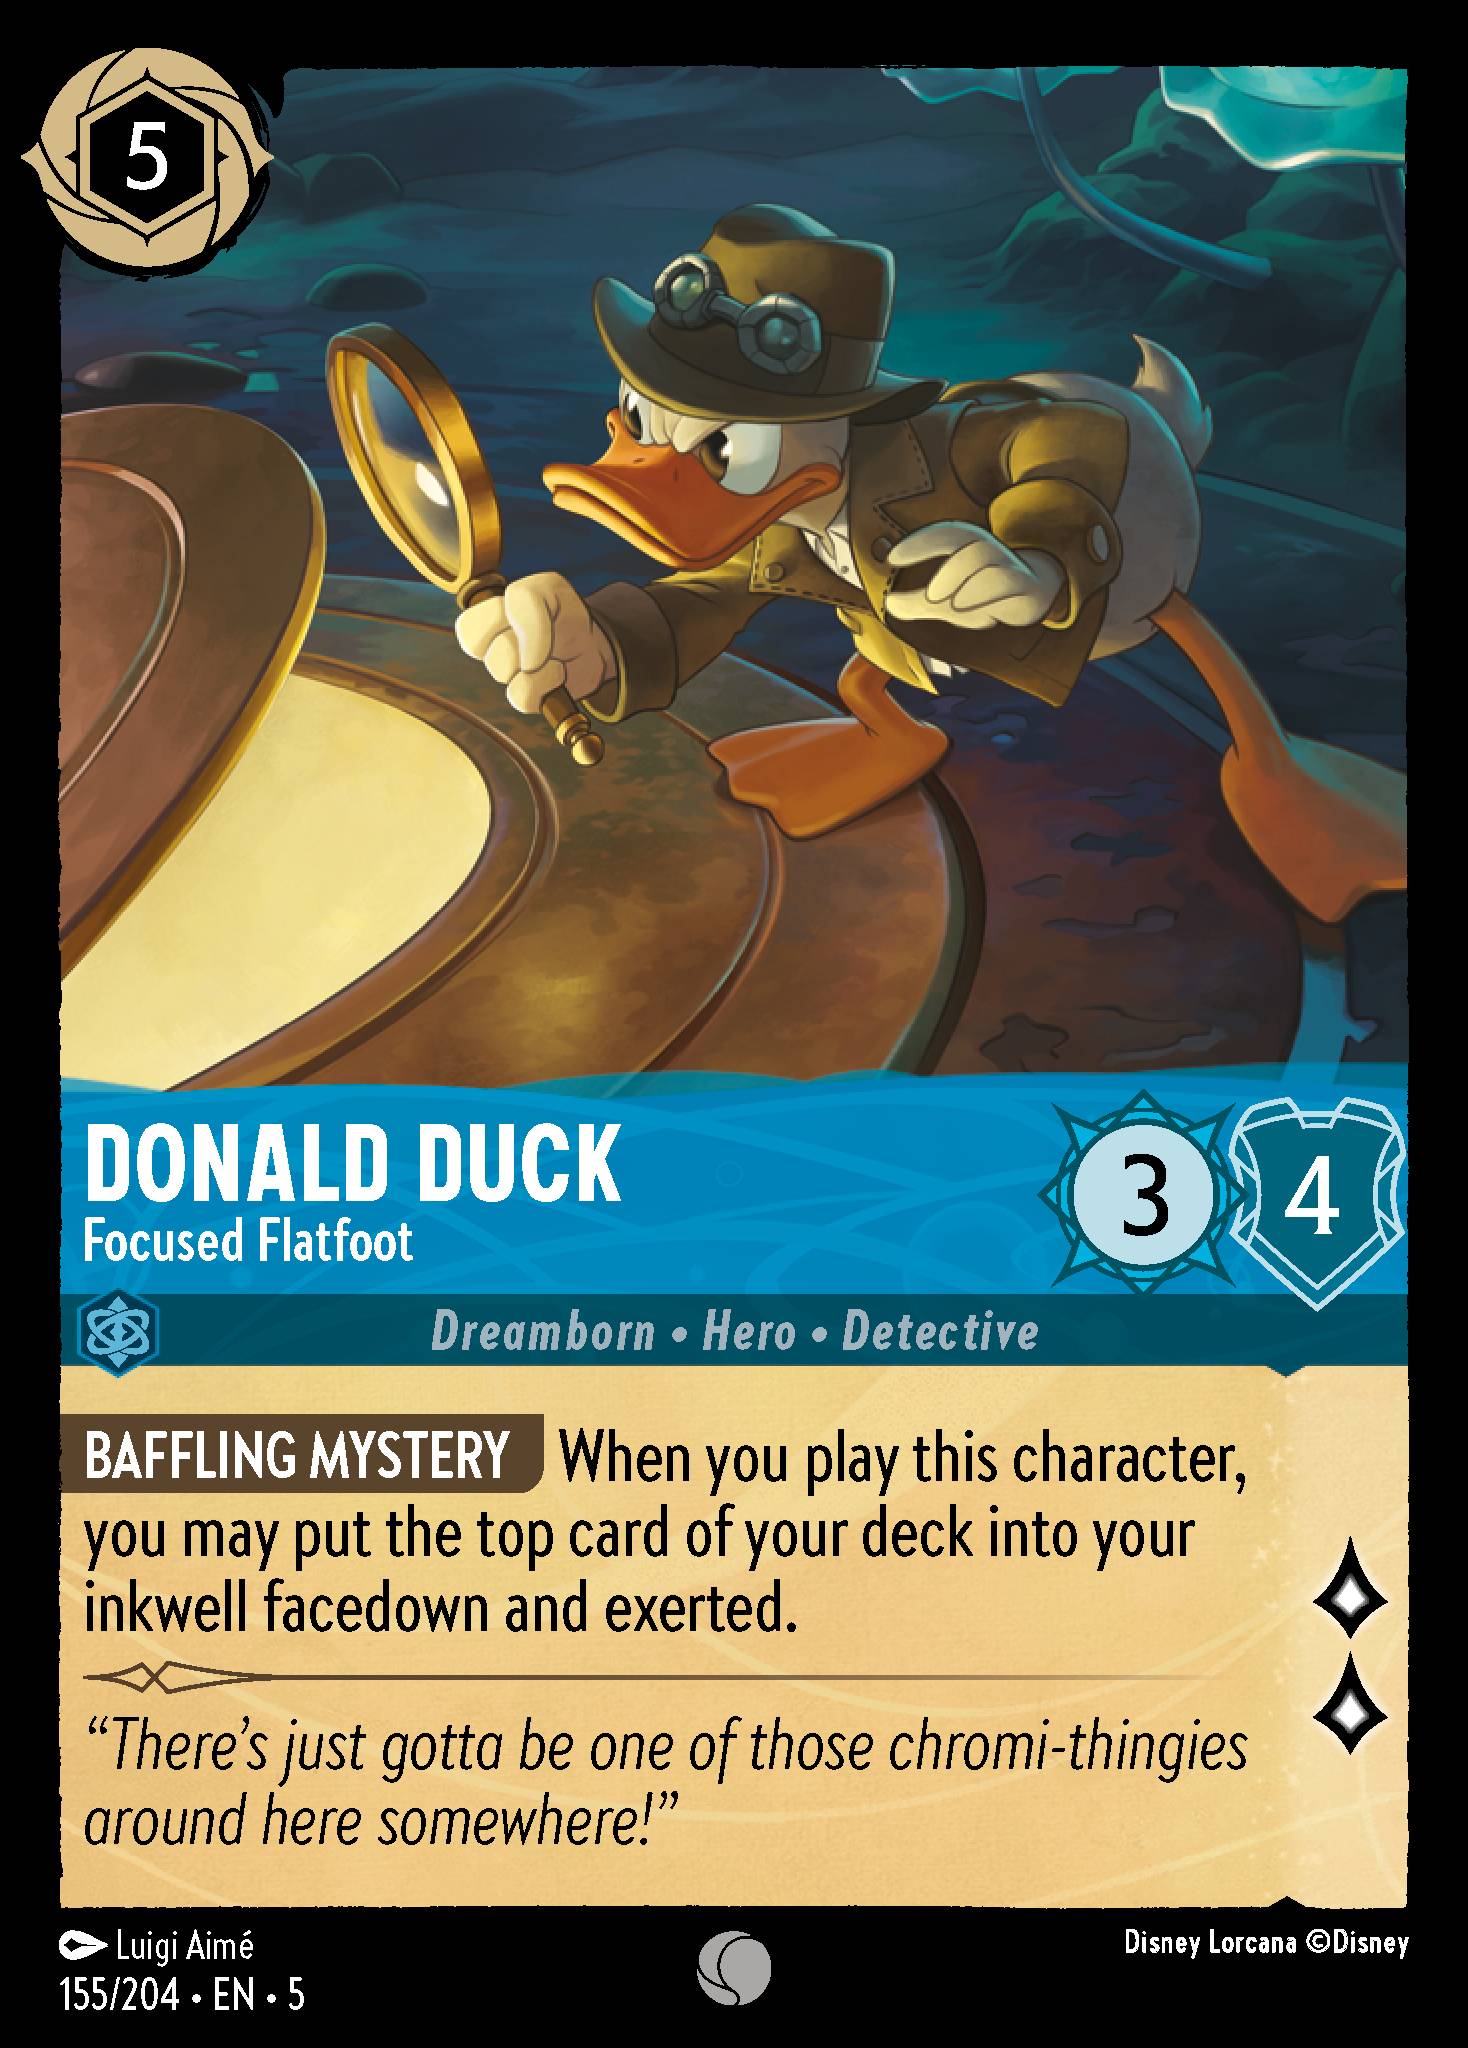 5
DONALD DUCK
Focused Flatfoot
3
4
Dreamborn • Hero • Detective
BAFFLING MYSTERY When you play this character,
you may put the top card of your deck into your
inkwell facedown and exerted.
“There’s just gotta be one of those chromi-thingies
around here somewhere!”
Luigi Aimé
155/204 • EN • 5
Disney Lorcana ©Disney